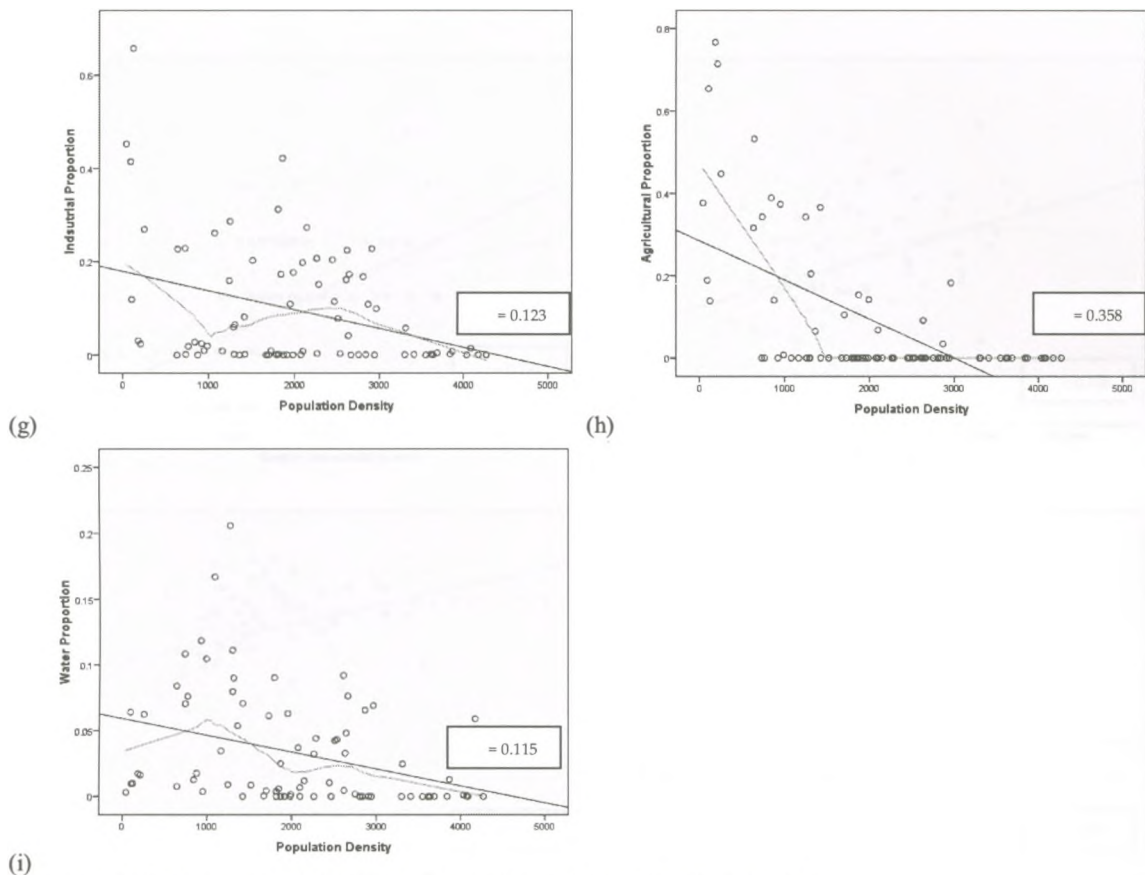 0.6
0.4
0.2
0
Indsutrial Proportion
0 1000 2000 3000 4000 5000
Population Density
= 0.123
(g)
0.8
0.6
0.4
0.2
0
Agricultural Proportion
0 1000 2000 3000 4000 5000
Population Density
= 0.358
(h)
0.25
0.2
0.15
0.1
0.05
0
Water Proportion
0 1000 2000 3000 4000 5000
Population Density
= 0.115
(i)